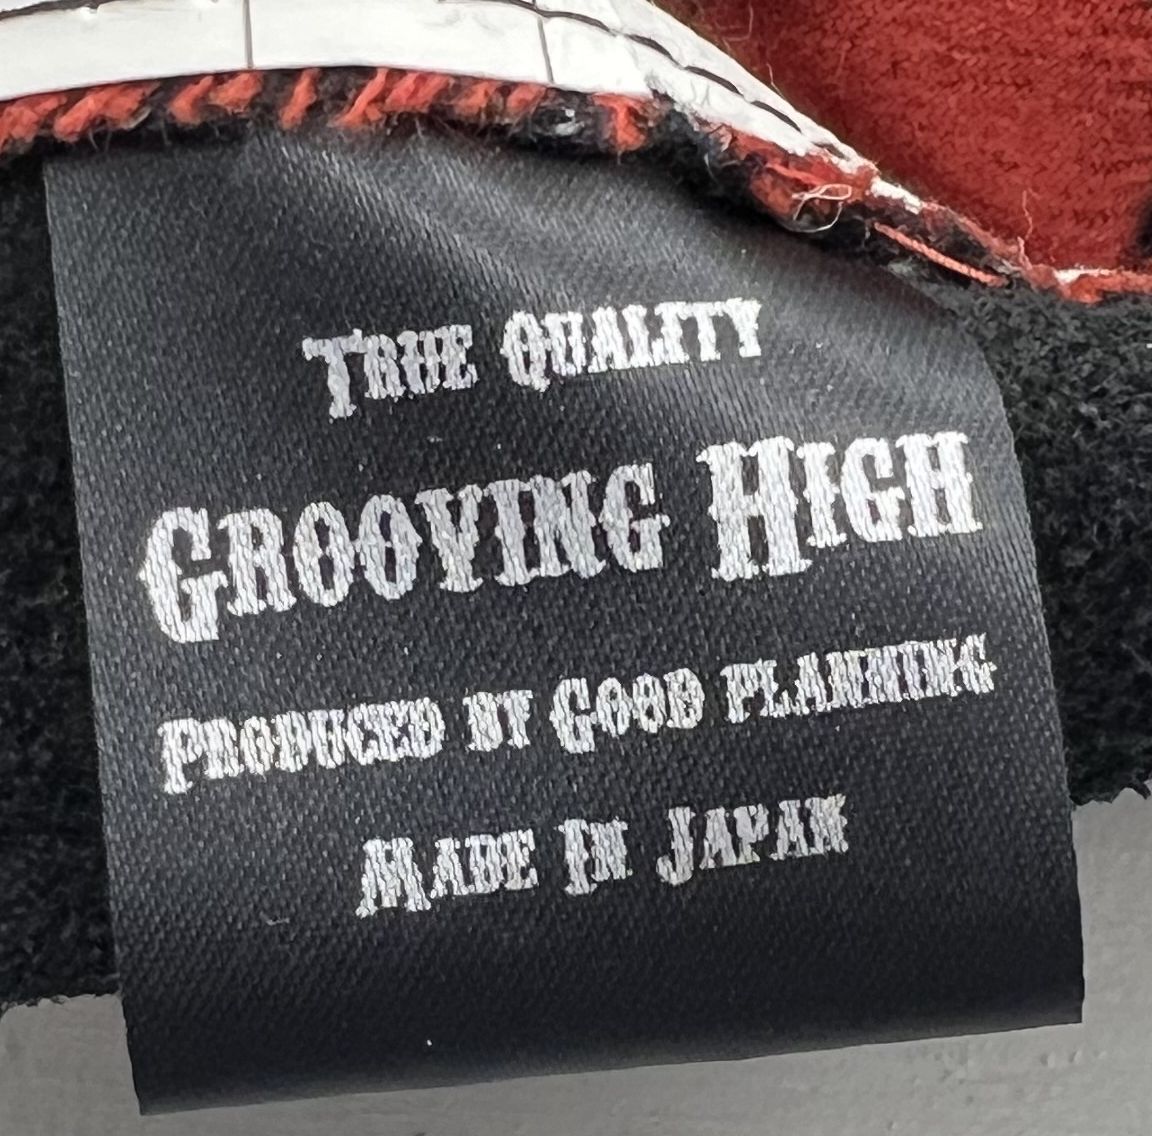 True Quality
Grooving High
Produced by Good planning
Made In Japan